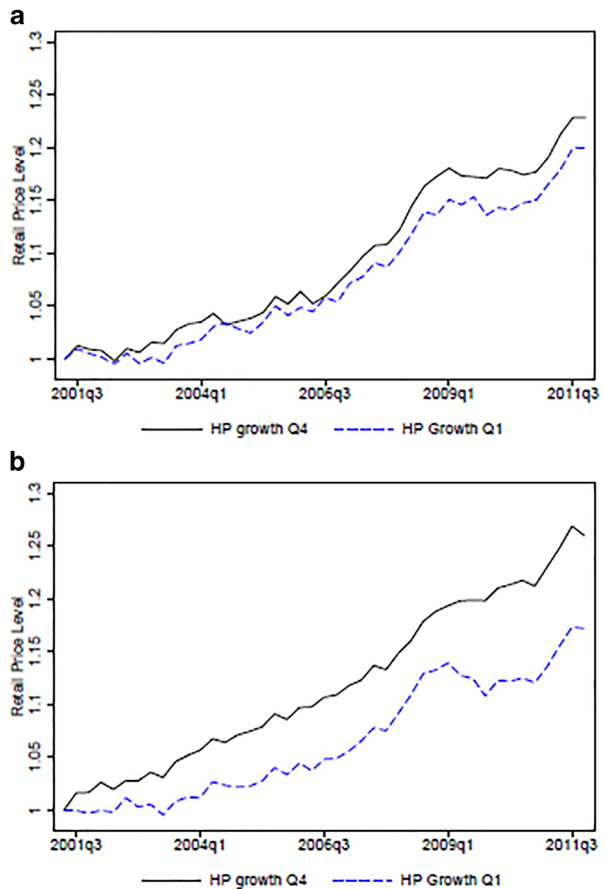 a
1.3
1.25
1.2
1.15
1.1
1.05
1
Retail Price Level
2001q3 2004q1 2006q3 2009q1 2011q3
HP growth Q4 HP Growth Q1
b
1.3
1.25
1.2
1.15
1.1
1.05
1
Retail Price Level
2001q3 2004q1 2006q3 2009q1 2011q3
HP growth Q4 HP Growth Q1